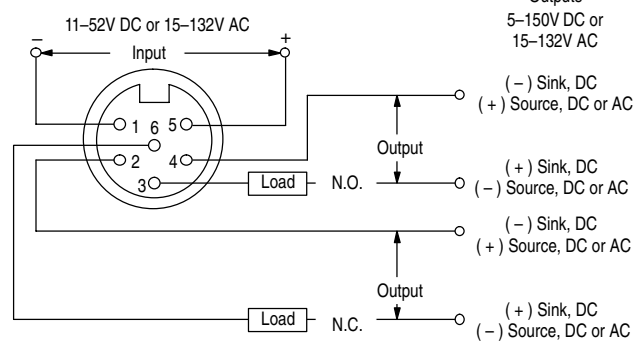 Outputs
11–52V DC or 15–132V AC
5–150V DC or
15–132V AC
–
Input
+
( – ) Sink, DC
( + ) Source, DC or AC
1 6 5
2 4
3
Output
Load
N.O.
( + ) Sink, DC
( – ) Source, DC or AC
( – ) Sink, DC
( + ) Source, DC or AC
Output
Load
N.C.
( + ) Sink, DC
( – ) Source, DC or AC